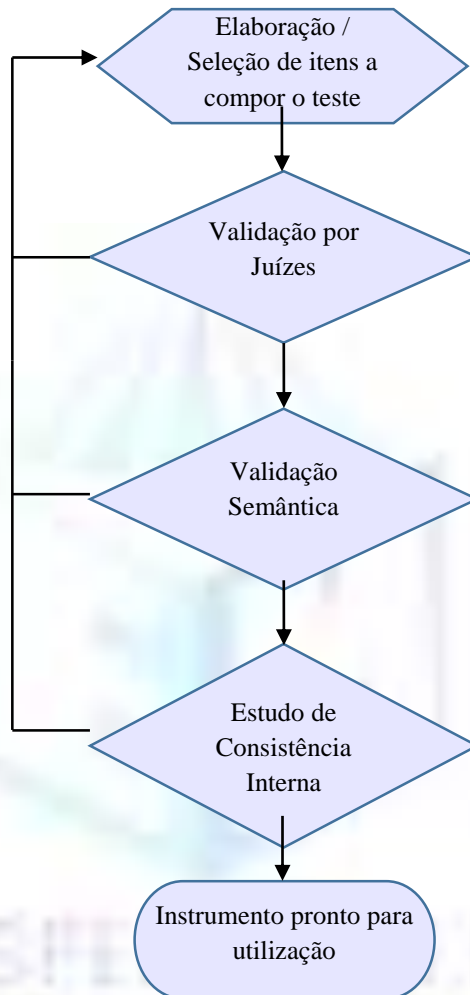 Elaboração /
Seleção de itens a
compor o teste
Validação por
Juízes
Validação
Semântica
Estudo de
Consistência
Interna
Instrumento pronto para
utilização